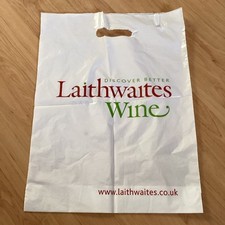 DISCOVER BETTER
Laithwaites
Wine
www.laithwaites.co.uk